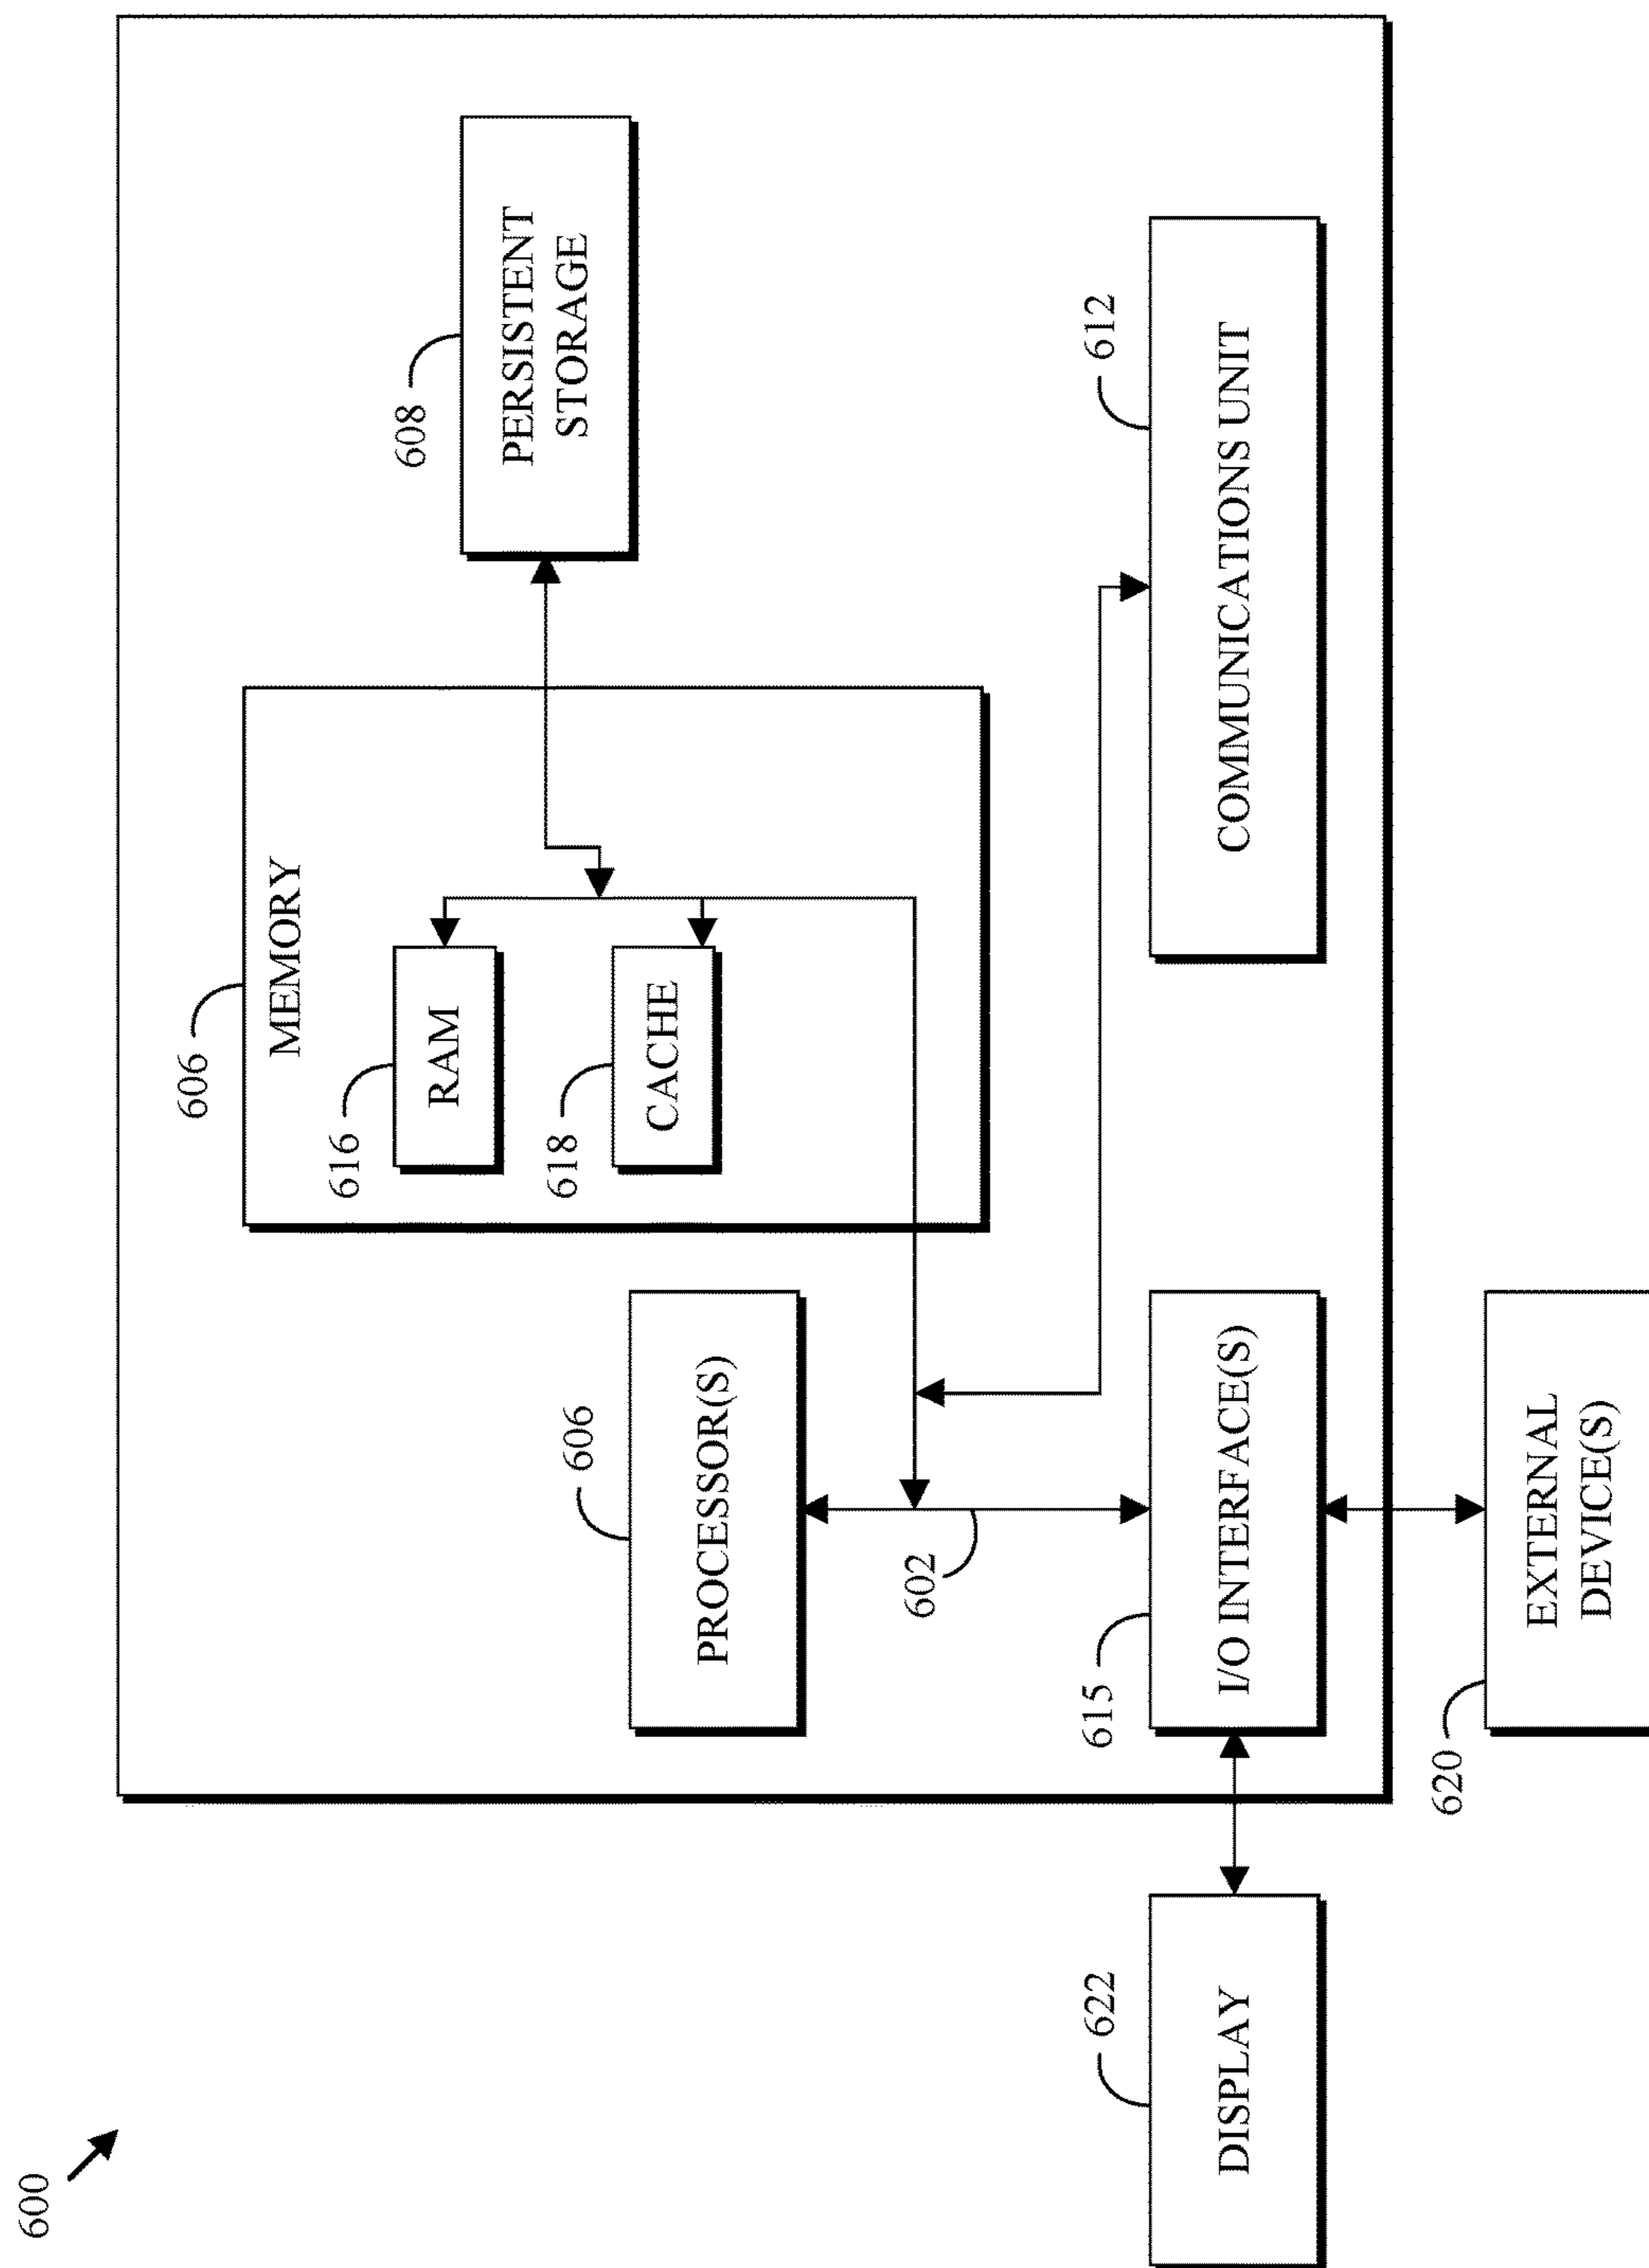 600
606
MEMORY
616
RAM
608
PERSISTENT
STORAGE
618
CACHE
606
PROCESSOR(S)
602
622
DISPLAY
615
I/O INTERFACE(S)
612
COMMUNICATIONS UNIT
620
EXTERNAL
DEVICE(S)